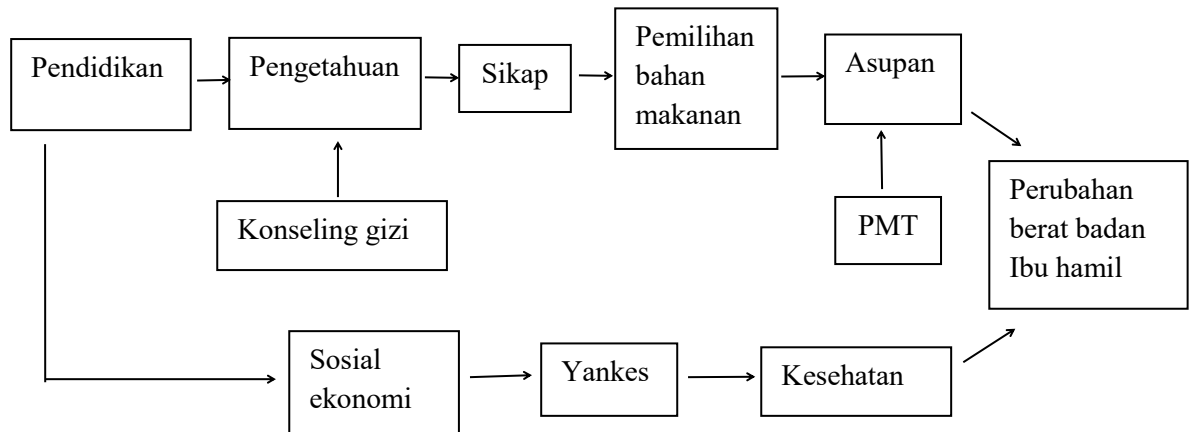 Pendidikan
Pengetahuan
Sikap
Pemilihan
bahan
makanan
Asupan
Konseling gizi
PMT
Perubahan
berat badan
Ibu hamil
Sosial
ekonomi
Yankes
Kesehatan